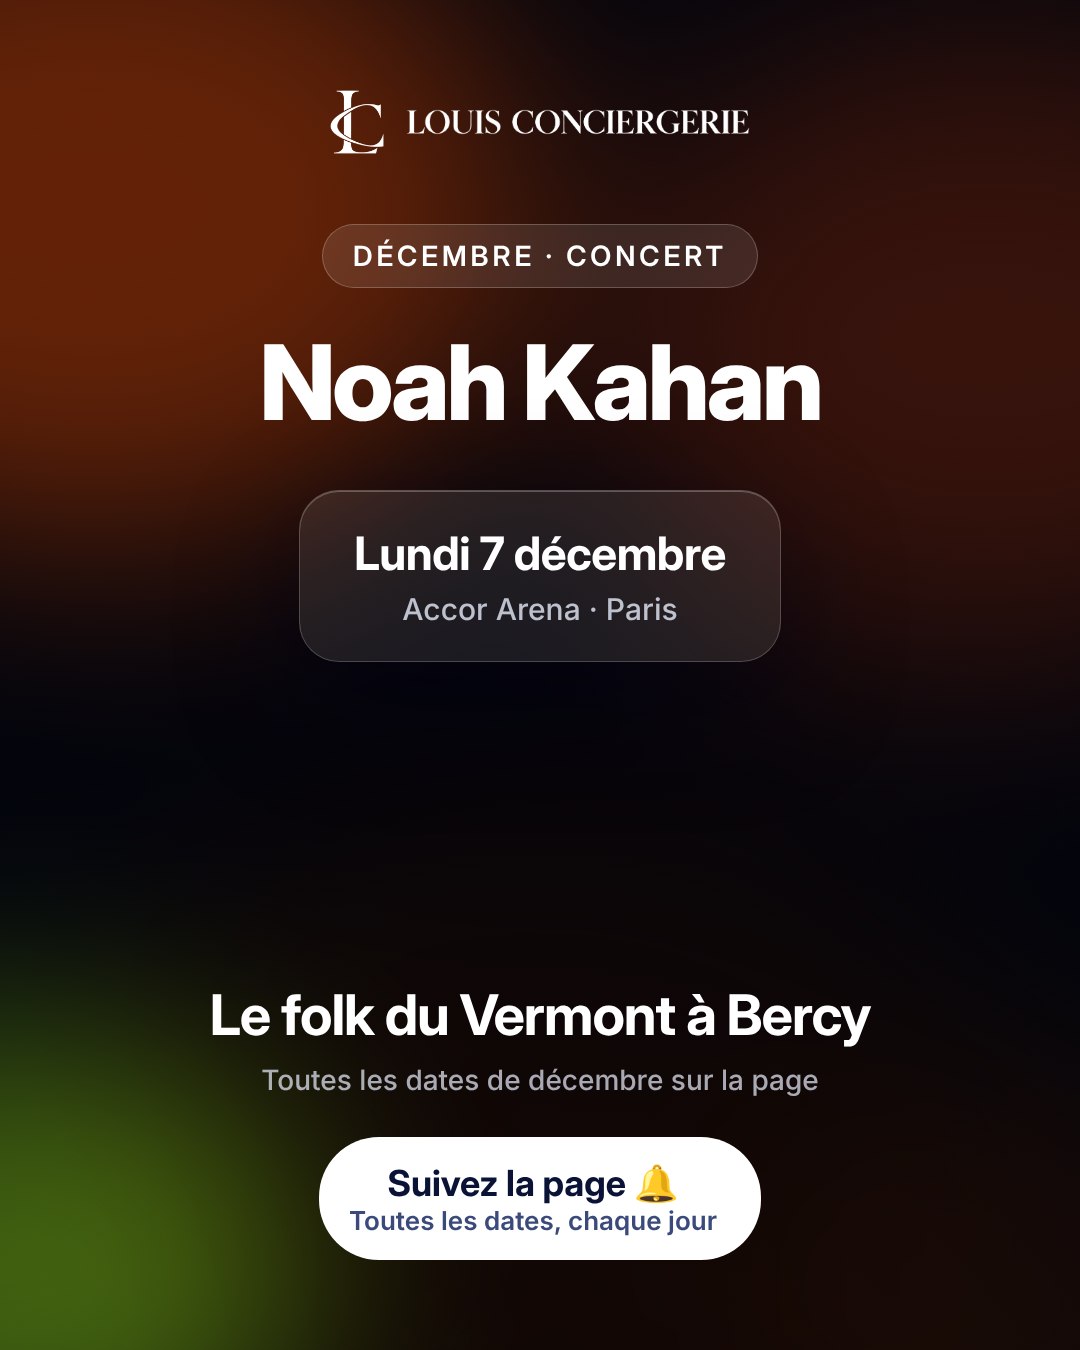 LC LOUIS CONCIERGERIE
DÉCEMBRE · CONCERT
Noah Kahan
Lundi 7 décembre
Accor Arena · Paris
Le folk du Vermont à Bercy
Toutes les dates de décembre sur la page
Suivez la page 🔔
Toutes les dates, chaque jour